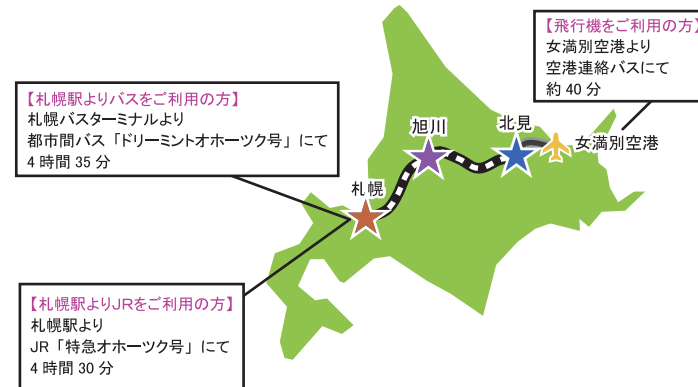 【飛行機をご利用の方】
女満別空港より
空港連絡バスにて
約 40 分
【札幌駅よりバスをご利用の方】
札幌バスターミナルより
都市間バス「ドリーミントオホーツク号」にて
4 時間 35 分
旭川
北見
女満別空港
札幌
【札幌駅よりJRをご利用の方】
札幌駅より
JR「特急オホーツク号」にて
4 時間 30 分